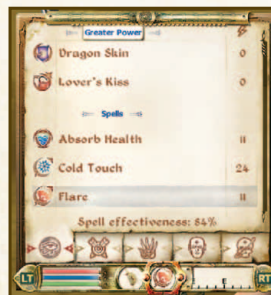 Greater Power
Dragon Skin 0
Lover's Kiss 0
Spells
Absorb Health 11
Cold Touch 24
Flare 11
Spell effectiveness: 84%
LT E RT